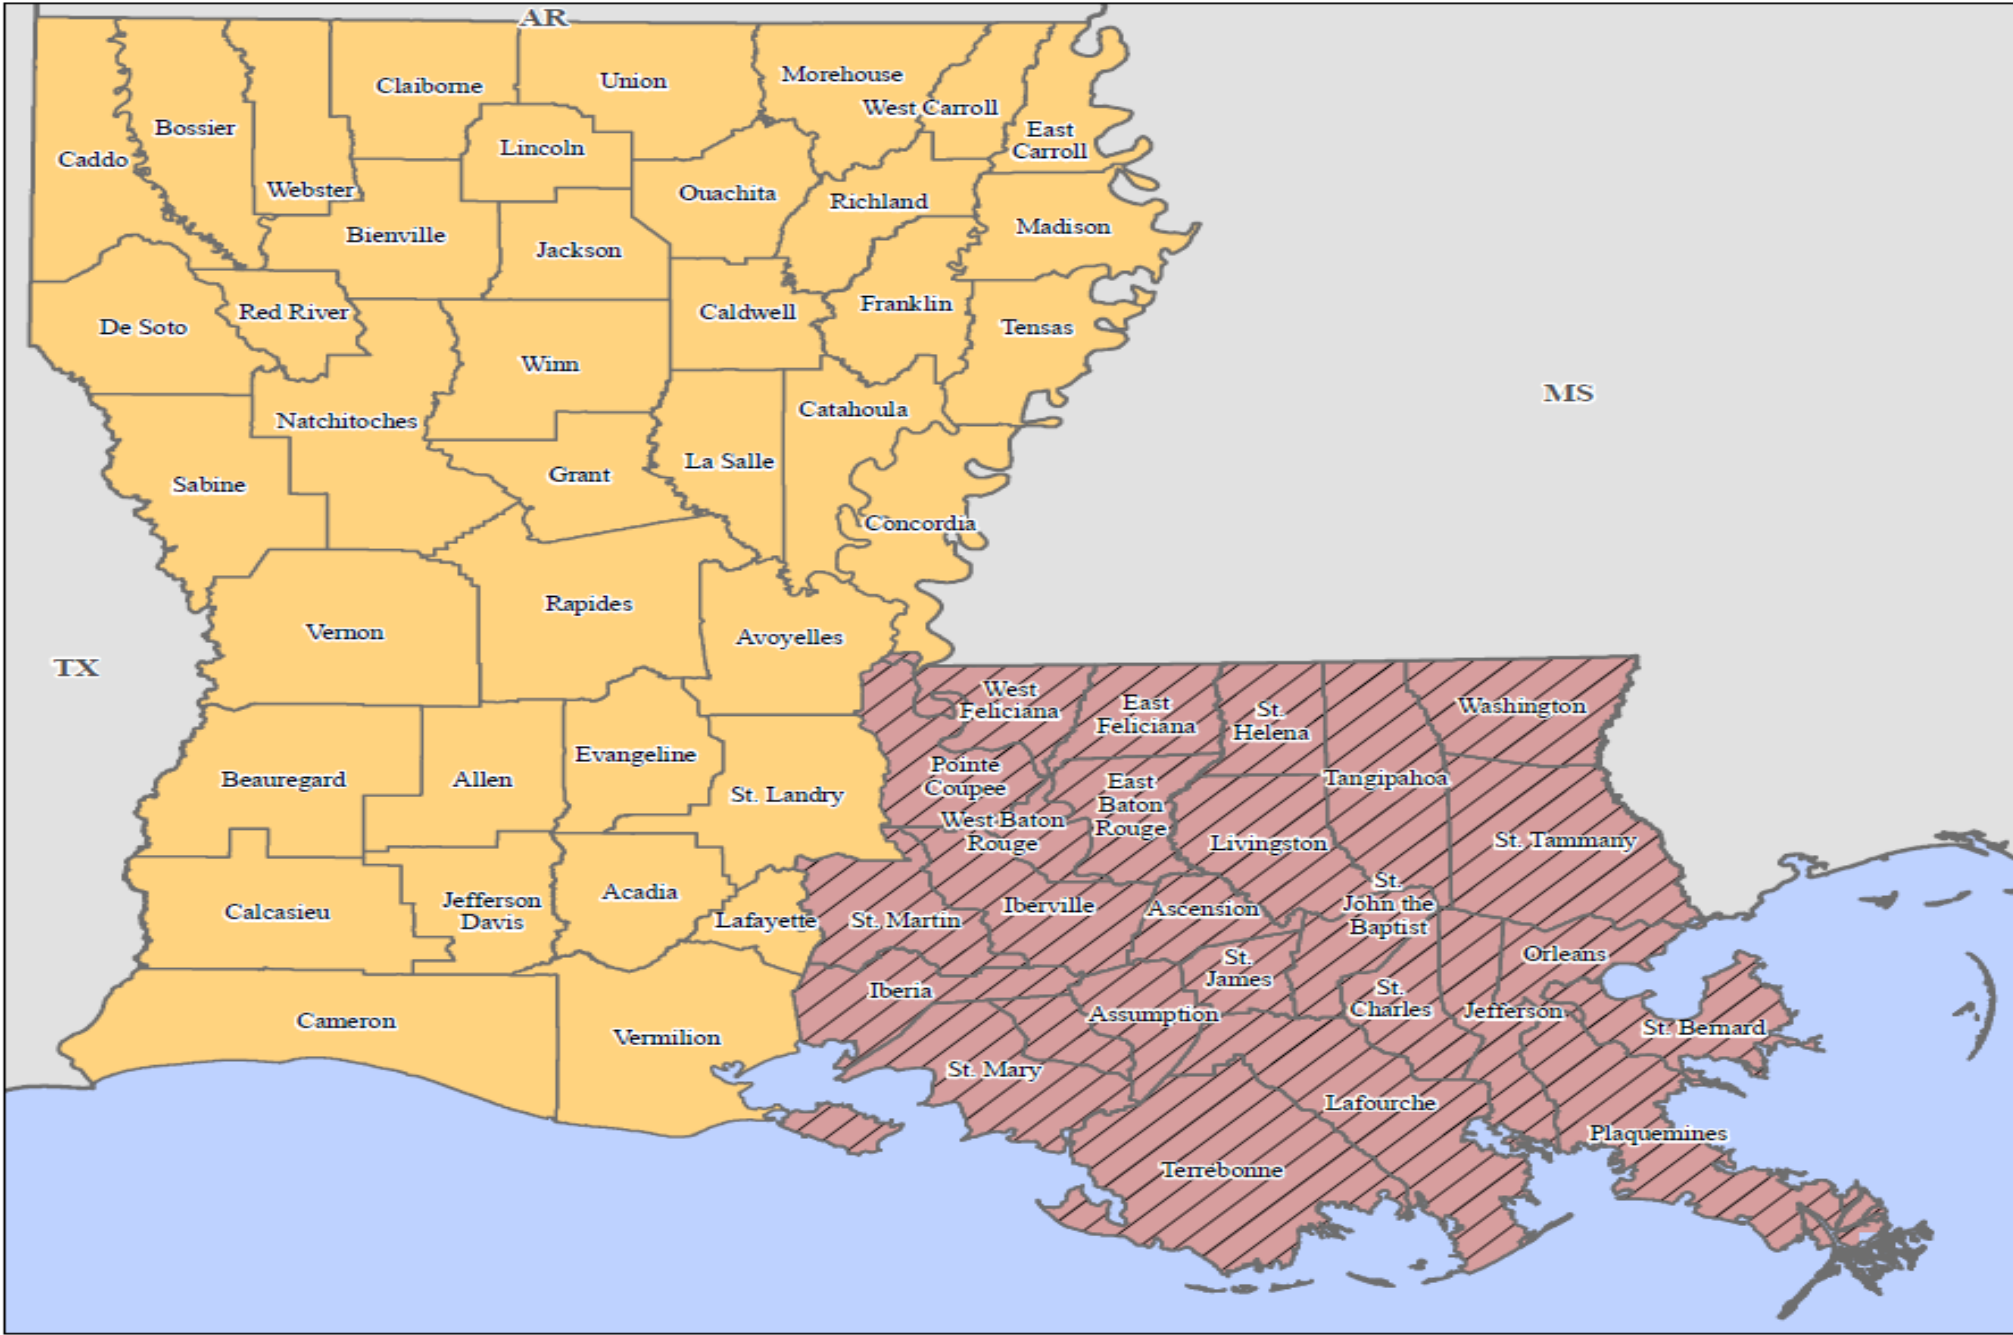 AR
Claiborne
Union
Morehouse
West Carroll
Bossier
East
Carroll
Lincoln
Caddo
Webster
Ouachita
Richland
Madison
Bienville
Jackson
Red River
Caldwell
Franklin
De Soto
Tensas
Winn
MS
Natchitoches
Catahoula
Sabine
Grant
La Salle
Concordia
Rapides
Vernon
Avoyelles
TX
West
Feliciana
East
Feliciana
St.
Helena
Washington
Evangeline
Beauregard
Allen
St. Landry
Pointe
Coupee
East
Baton
Rouge
Tangipahoa
West Baton
Rouge
Livingston
St. Tammany
Calcasieu
Jefferson
Davis
Acadia
Lafayette
St. Martin
Iberville
Ascension
St.
John the
Baptist
Orleans
St.
James
Iberia
St.
Charles
Cameron
Vermilion
Assumption
Jefferson
St. Bernard
St. Mary
Lafourche
Plaquemines
Terrebonne